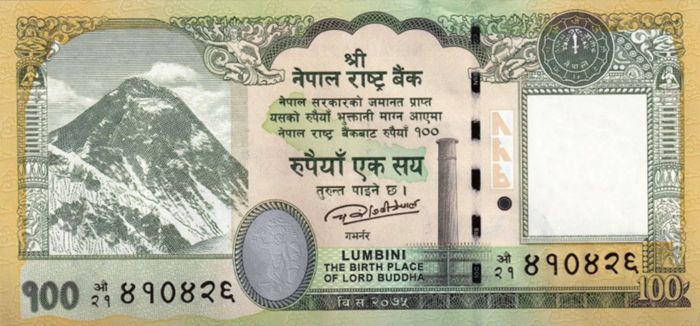 श्री
नेपाल राष्ट्र बैंक
नेपाल सरकारको जमानत प्राप्त
यसको रुपैयाँ भुक्तानी माग्न आएमा
नेपाल राष्ट्र बैंकबाट रुपैयाँ १००
रुपैयाँ एक सय
तुरुन्त पाइने छ।
गभर्नर
LUMBINI
THE BIRTH PLACE
OF LORD BUDDHA
१०० औ २१ ४१०४२६
औ २१ ४१०४२६ 100
वि सं २०७५